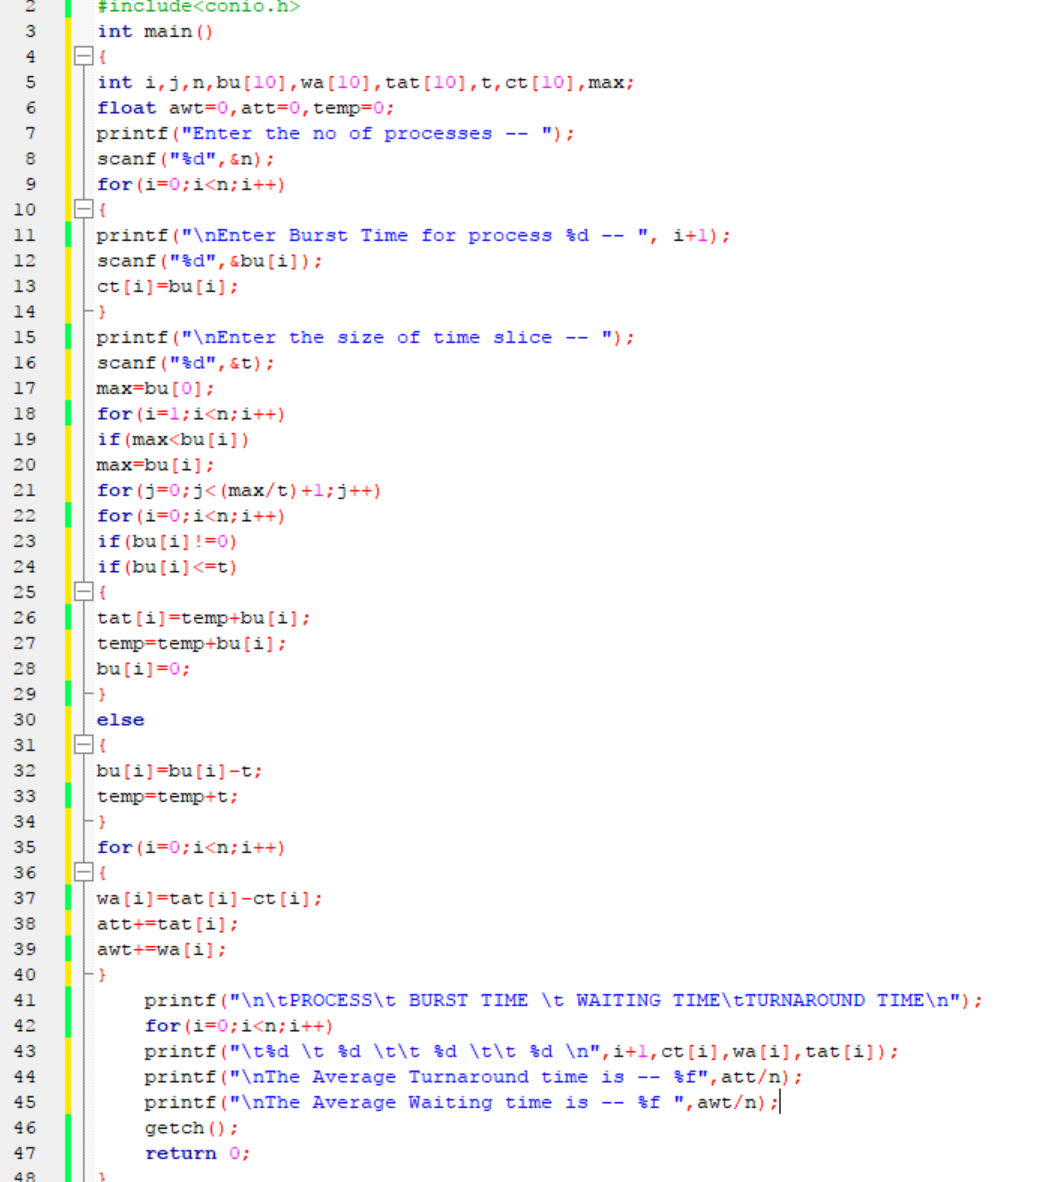 2 #include<conio.h>
3 int main()
4 {
5 int i,j,n,bu[10],wa[10],tat[10],t,ct[10],max;
6 float awt=0,att=0,temp=0;
7 printf("Enter the no of processes -- ");
8 scanf("%d",&n);
9 for(i=0;i<n;i++)
10 {
11 printf("\nEnter Burst Time for process %d -- ", i+1);
12 scanf("%d",&bu[i]);
13 ct[i]=bu[i];
14 }
15 printf("\nEnter the size of time slice -- ");
16 scanf("%d",&t);
17 max=bu[0];
18 for(i=1;i<n;i++)
19 if(max<bu[i])
20 max=bu[i];
21 for(j=0;j<(max/t)+1;j++)
22 for(i=0;i<n;i++)
23 if(bu[i]!=0)
24 if(bu[i]<=t)
25 {
26 tat[i]=temp+bu[i];
27 temp=temp+bu[i];
28 bu[i]=0;
29 }
30 else
31 {
32 bu[i]=bu[i]-t;
33 temp=temp+t;
34 }
35 for(i=0;i<n;i++)
36 {
37 wa[i]=tat[i]-ct[i];
38 att+=tat[i];
39 awt+=wa[i];
40 }
41 printf("\n\tPROCESS\t BURST TIME \t WAITING TIME\tTURNAROUND TIME\n");
42 for(i=0;i<n;i++)
43 printf("\t%d \t %d \t\t %d \t\t %d \n",i+1,ct[i],wa[i],tat[i]);
44 printf("\nThe Average Turnaround time is -- %f",att/n);
45 printf("\nThe Average Waiting time is -- %f ",awt/n);
46 getch();
47 return 0;
48 }